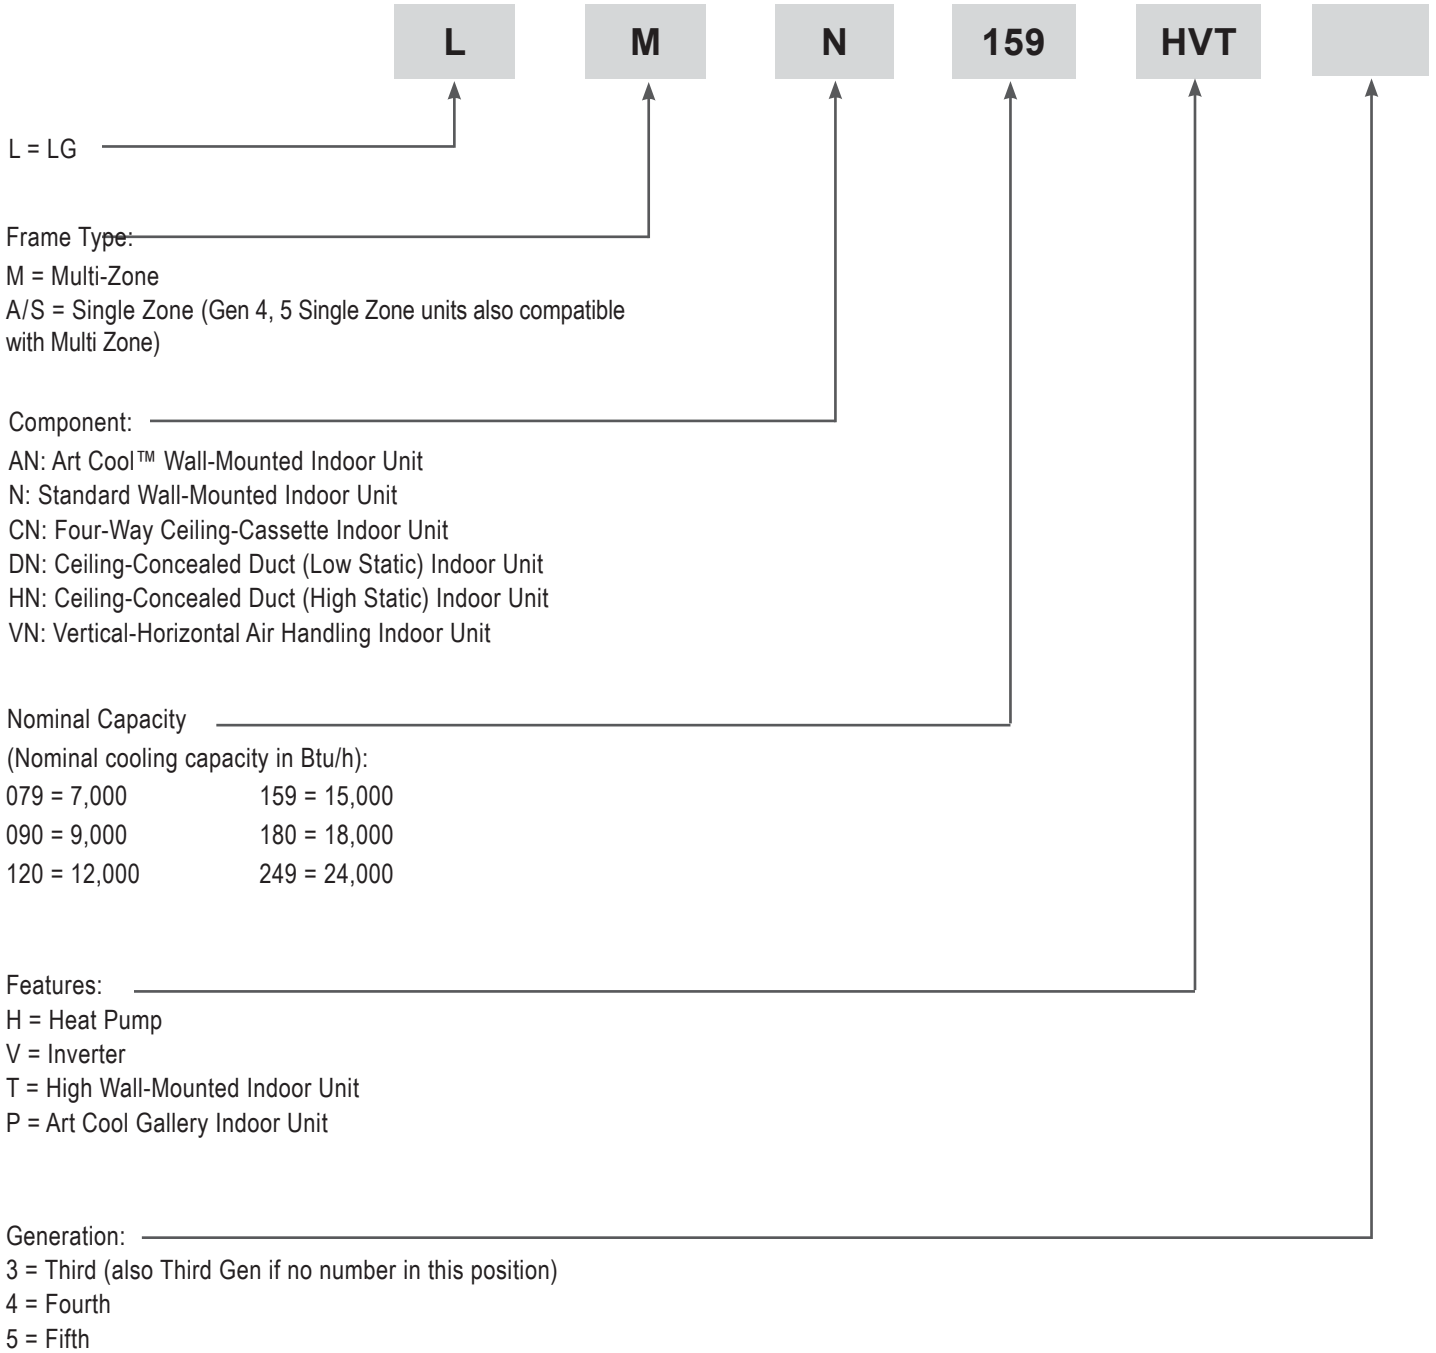 L M N 159 HVT
L = LG
Frame Type:
M = Multi-Zone
A/S = Single Zone (Gen 4, 5 Single Zone units also compatible
with Multi Zone)
Component:
AN: Art Cool™ Wall-Mounted Indoor Unit
N: Standard Wall-Mounted Indoor Unit
CN: Four-Way Ceiling-Cassette Indoor Unit
DN: Ceiling-Concealed Duct (Low Static) Indoor Unit
HN: Ceiling-Concealed Duct (High Static) Indoor Unit
VN: Vertical-Horizontal Air Handling Indoor Unit
Nominal Capacity
(Nominal cooling capacity in Btu/h):
079 = 7,000 159 = 15,000
090 = 9,000 180 = 18,000
120 = 12,000 249 = 24,000
Features:
H = Heat Pump
V = Inverter
T = High Wall-Mounted Indoor Unit
P = Art Cool Gallery Indoor Unit
Generation:
3 = Third (also Third Gen if no number in this position)
4 = Fourth
5 = Fifth